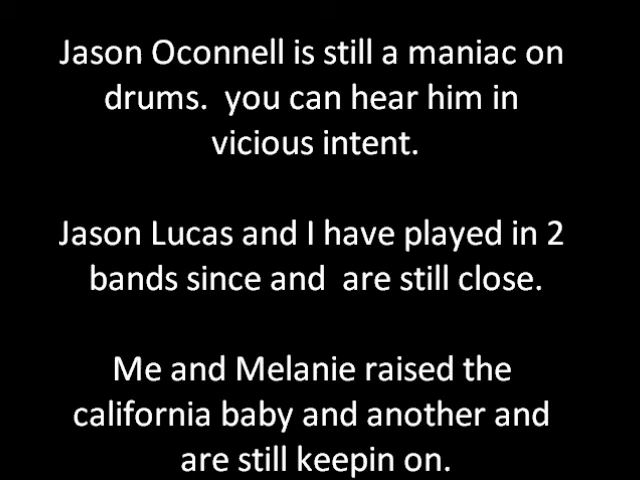 Jason Oconnell is still a maniac on
drums.  you can hear him in
vicious intent.
Jason Lucas and I have played in 2
bands since and  are still close.
Me and Melanie raised the
california baby and another and
are still keepin on.